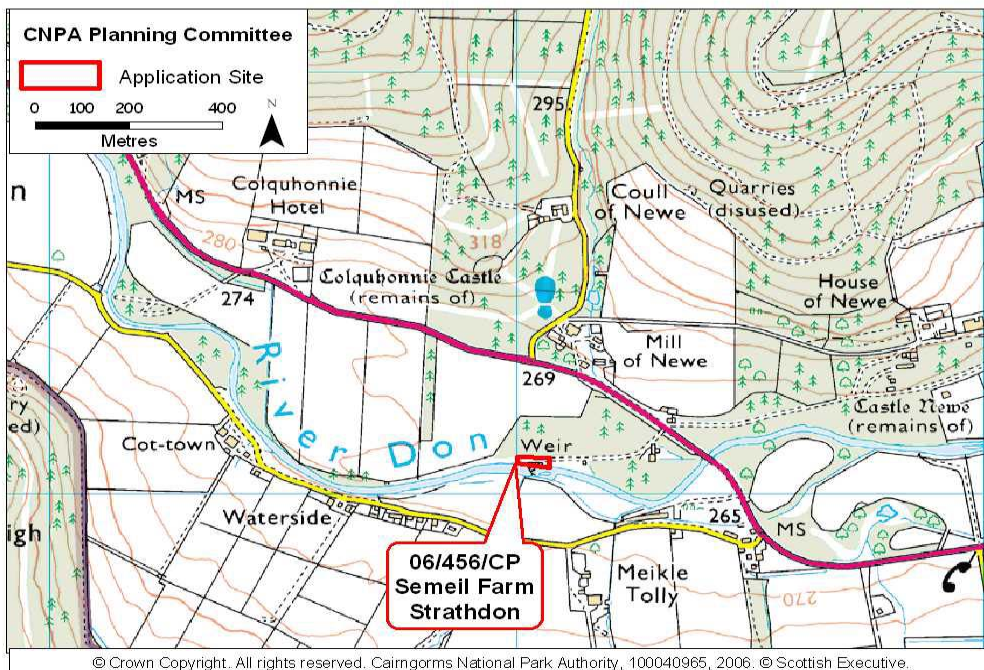 CNPA Planning Committee
Application Site
0 100 200 400
Metres
N
295
MS
Colquhonnie
Hotel
Coull
of Newe
Quarries
(disused)
n
280
318
Colquhonnie Castle
(remains of)
House
of Newe
274
Mill
of Newe
269
River Don
Castle Newe
(remains of)
ry
ed)
Cot-town
Weir
Waterside
265
MS
igh
06/456/CP
Semeil Farm
Strathdon
Meikle
Tolly
270
© Crown Copyright. All rights reserved. Cairngorms National Park Authority, 100040965, 2006. © Scottish Executive.